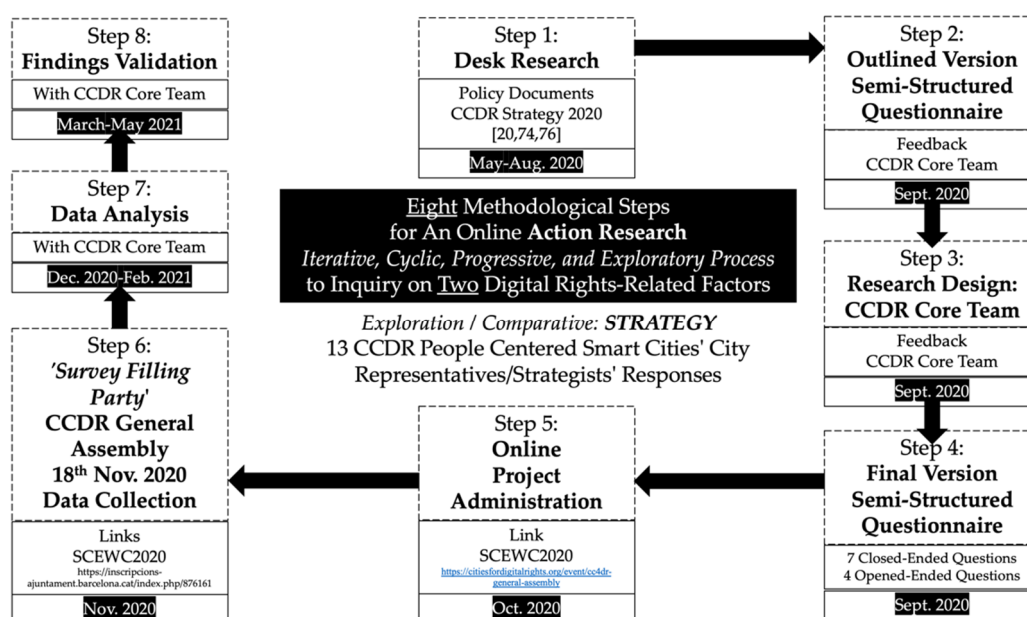 Step 1:
Desk Research
Policy Documents
CCDR Strategy 2020
[20,74,76]
May-Aug. 2020
Step 2:
Outlined Version
Semi-Structured
Questionnaire
Feedback
CCDR Core Team
Sept. 2020
Step 3:
Research Design:
CCDR Core Team
Feedback
CCDR Core Team
Sept. 2020
Step 4:
Final Version
Semi-Structured
Questionnaire
7 Closed-Ended Questions
4 Opened-Ended Questions
Sept. 2020
Step 5:
Online
Project
Administration
Link
SCEWC2020
https://citiesfordigitalrights.org/event/cc4dr-
general-assembly
Oct. 2020
Step 6:
'Survey Filling
Party'
CCDR General
Assembly
18th Nov. 2020
Data Collection
Links
SCEWC2020
https://inscripcions-
ajuntament.barcelona.cat/index.php/876161
Nov. 2020
Step 7:
Data Analysis
With CCDR Core Team
Dec. 2020-Feb. 2021
Step 8:
Findings Validation
With CCDR Core Team
March-May 2021
Eight Methodological Steps
for An Online Action Research
Iterative, Cyclic, Progressive, and Exploratory Process
to Inquiry on Two Digital Rights-Related Factors
Exploration / Comparative: STRATEGY
13 CCDR People Centered Smart Cities' City
Representatives/Strategists' Responses